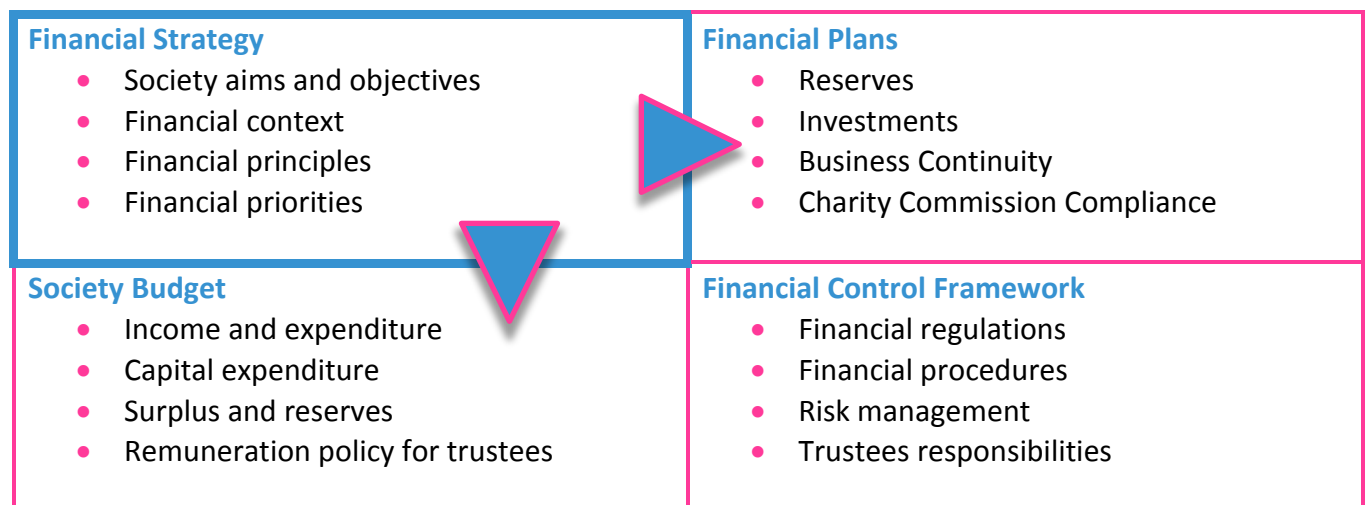 Financial Strategy
• Society aims and objectives
• Financial context
• Financial principles
• Financial priorities
Financial Plans
• Reserves
• Investments
• Business Continuity
• Charity Commission Compliance
Society Budget
• Income and expenditure
• Capital expenditure
• Surplus and reserves
• Remuneration policy for trustees
Financial Control Framework
• Financial regulations
• Financial procedures
• Risk management
• Trustees responsibilities